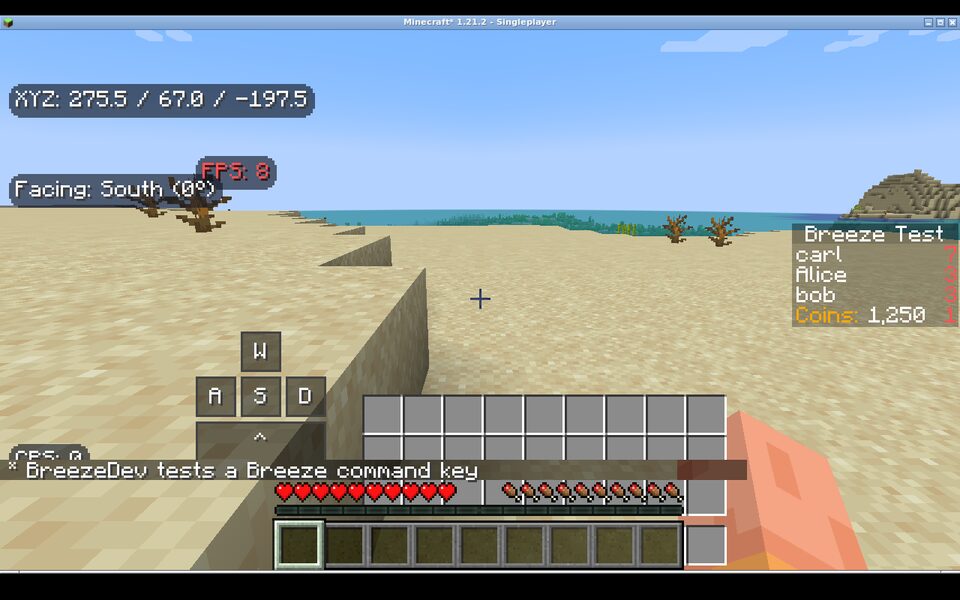 Minecraft* 1.21.2 - Singleplayer
XYZ: 275.5 / 67.0 / -197.5
FPS: 8
Facing: South (0°)
Breeze Test
carl
Alice
bob
Coins: 1,250
W
A S D
^
CPS: 0
* BreezeDev tests a Breeze command key